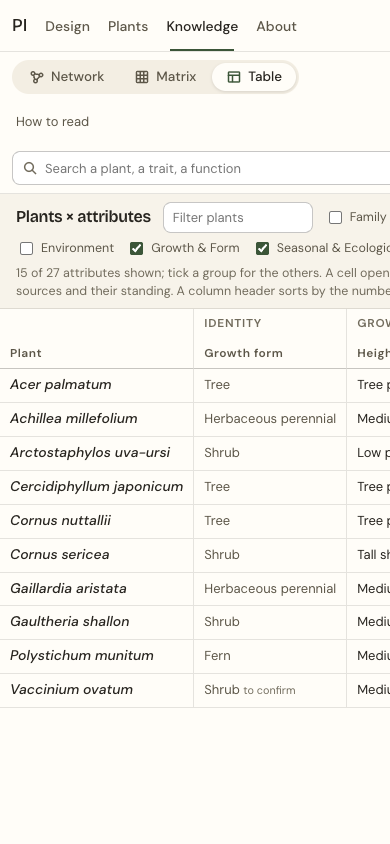 PI Design Plants Knowledge About
Network Matrix Table
How to read
Search a plant, a trait, a function
Plants × attributes Filter plants Family
Environment Growth & Form Seasonal & Ecologic
15 of 27 attributes shown; tick a group for the others. A cell open
sources and their standing. A column header sorts by the numbe
IDENTITY GROW
Plant Growth form Heigh
Acer palmatum Tree Tree p
Achillea millefolium Herbaceous perennial Mediu
Arctostaphylos uva-ursi Shrub Low p
Cercidiphyllum japonicum Tree Tree p
Cornus nuttallii Tree Tree p
Cornus sericea Shrub Tall sh
Gaillardia aristata Herbaceous perennial Mediu
Gaultheria shallon Shrub Mediu
Polystichum munitum Fern Mediu
Vaccinium ovatum Shrub to confirm Mediu